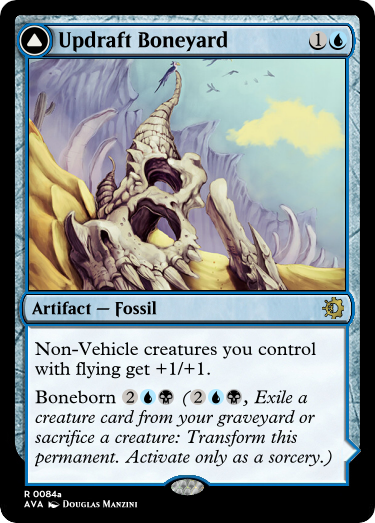 Updraft Boneyard 1
Artifact — Fossil
Non-Vehicle creatures you control
with flying get +1/+1.
Boneborn 2 (2, Exile a
creature card from your graveyard or
sacrifice a creature: Transform this
permanent. Activate only as a sorcery.)
R 0084a
AVA Douglas Manzini